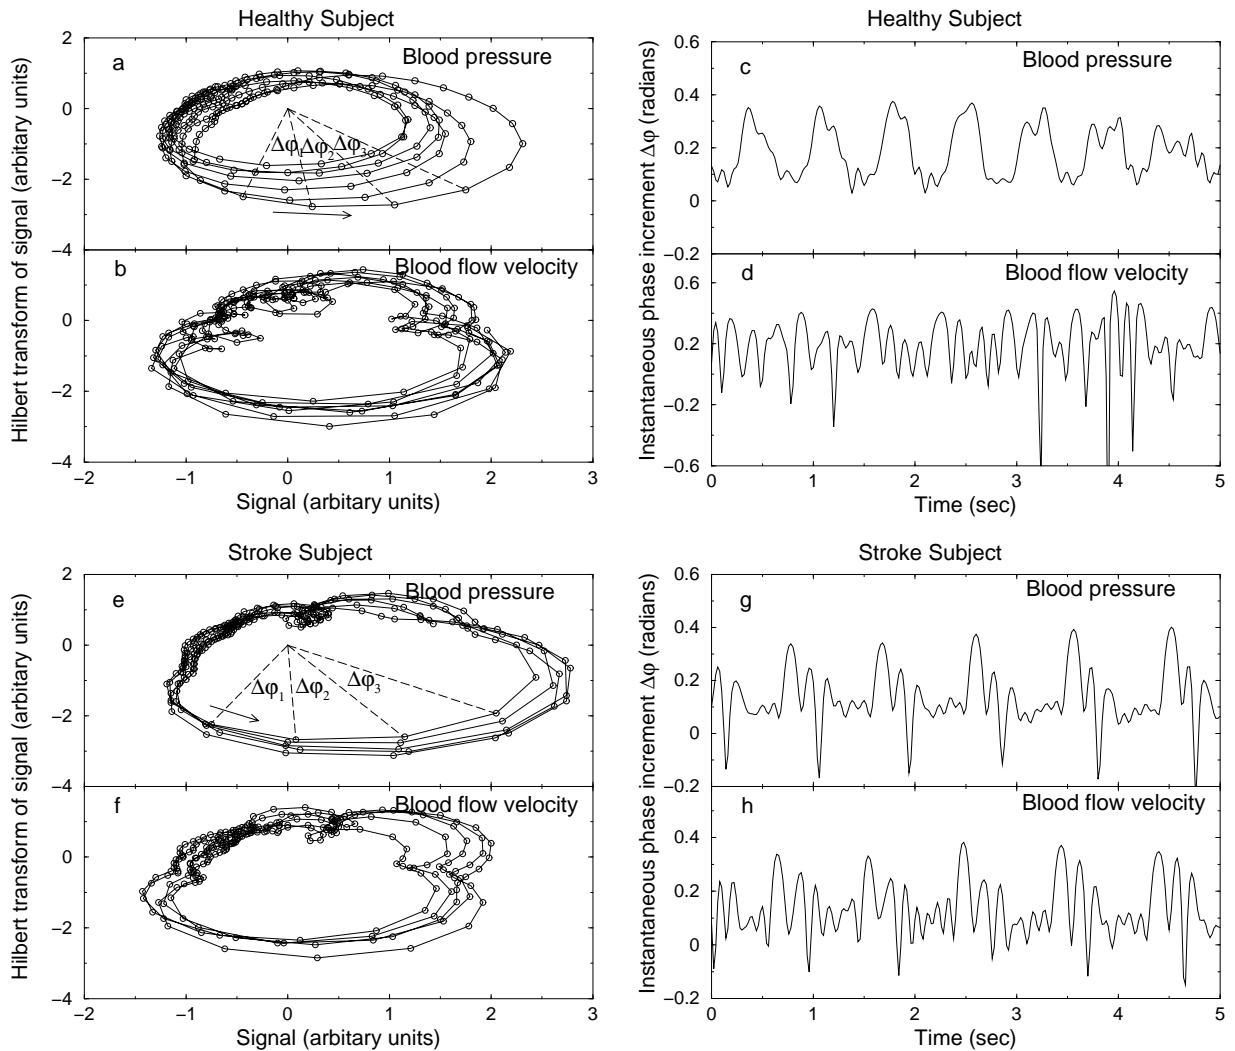 Healthy Subject
Healthy Subject
Hilbert transform of signal (arbitrary units)
2
0
−2
−4
a
Blood pressure
Δφ1
Δφ2
Δφ3
0
−2
−4
b
Blood flow velocity
−2
−1
0
1
2
3
Signal (arbitary units)
Instantaneous phase increment Δφ (radians)
0.6
0.4
0.2
0
−0.2
c
Blood pressure
0.6
0.2
−0.2
−0.6
d
Blood flow velocity
0
1
2
3
4
5
Time (sec)
Stroke Subject
Stroke Subject
Hilbert transform of signal (arbitrary units)
2
0
−2
−4
e
Blood pressure
Δφ1
Δφ2
Δφ3
0
−2
−4
f
Blood flow velocity
−2
−1
0
1
2
3
Signal (arbitary units)
Instantaneous phase increment Δφ (radians)
0.6
0.4
0.2
0
−0.2
g
Blood pressure
0.4
0.2
0
−0.2
h
Blood flow velocity
0
1
2
3
4
5
Time (sec)